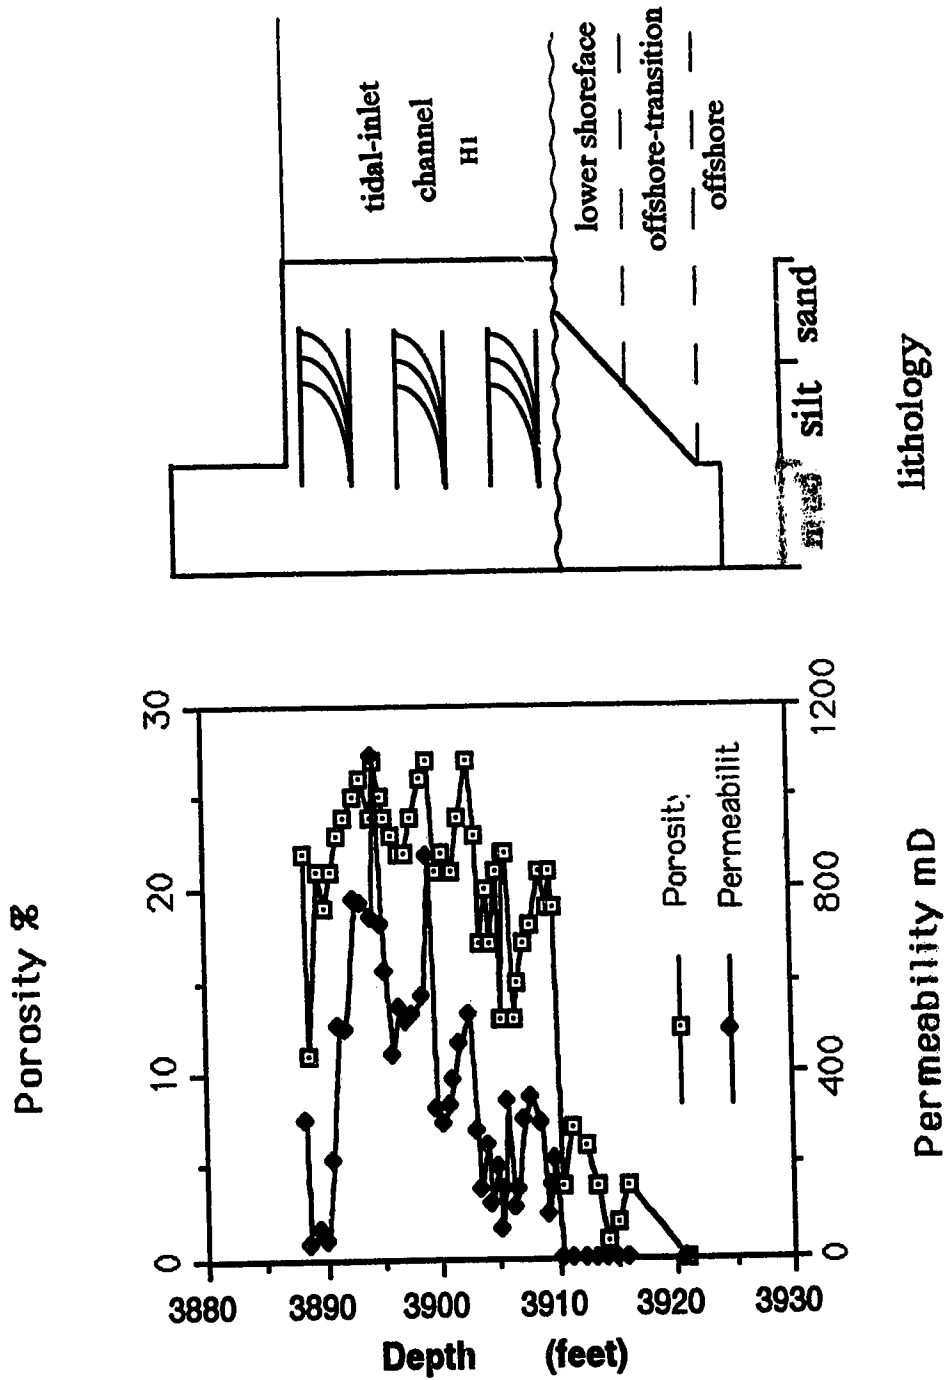 tidal-inlet
channel
H1
lower shoreface
offshore-transition
offshore
silt sand
lithology
Porosity %
30
20
10
0
Porosity
Permeabilit
1200
800
400
0
Permeability mD
3880 3890 3900 3910 3920 3930
Depth (feet)